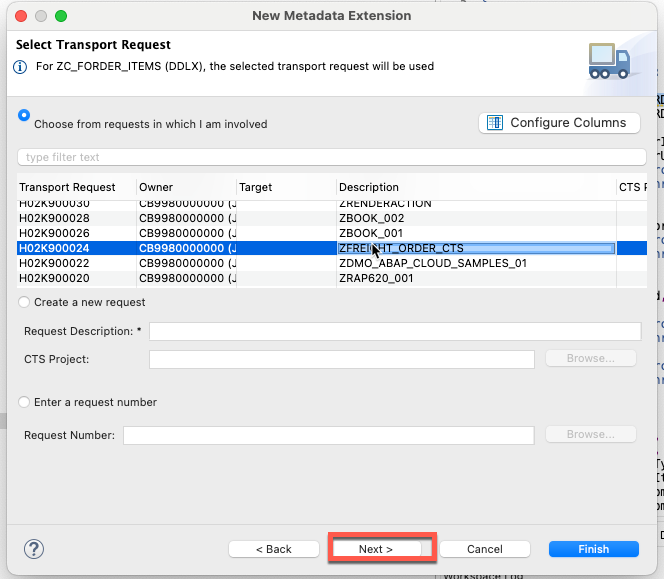 New Metadata Extension
Select Transport Request
For ZC_FORDER_ITEMS (DDLX), the selected transport request will be used
Choose from requests in which I am involved
Configure Columns
type filter text
Transport Request Owner Target Description CTS P
H02K900030 CB9980000000 (J ZRENDERACTION
H02K900028 CB9980000000 (J ZBOOK_002
H02K900026 CB9980000000 (J ZBOOK_001
H02K900024 CB9980000000 (J ZFREIGHT_ORDER_CTS
H02K900022 CB9980000000 (J ZDMO_ABAP_CLOUD_SAMPLES_01
H02K900020 CB9980000000 (J ZRAP620_001
Create a new request
Request Description: *
CTS Project: Browse...
Enter a request number
Request Number: Browse...
? < Back Next > Cancel Finish
Workspace Log